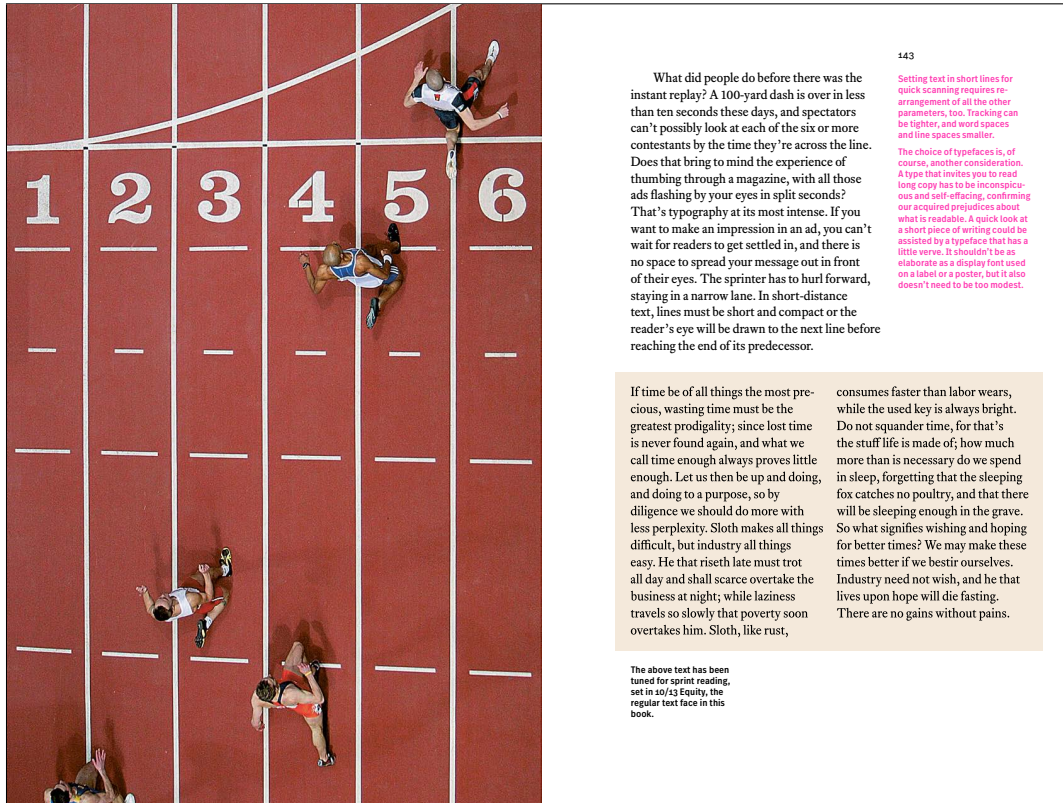 1 2 3 4 5 6
143
What did people do before there was the
instant replay? A 100-yard dash is over in less
than ten seconds these days, and spectators
can’t possibly look at each of the six or more
contestants by the time they’re across the line.
Does that bring to mind the experience of
thumbing through a magazine, with all those
ads flashing by your eyes in split seconds?
That’s typography at its most intense. If you
want to make an impression in an ad, you can’t
wait for readers to get settled in, and there is
no space to spread your message out in front
of their eyes. The sprinter has to hurl forward,
staying in a narrow lane. In short-distance
text, lines must be short and compact or the
reader’s eye will be drawn to the next line before
reaching the end of its predecessor.
Setting text in short lines for
quick scanning requires re-
arrangement of all the other
parameters, too. Tracking can
be tighter, and word spaces
and line spaces smaller.
The choice of typefaces is, of
course, another consideration.
A type that invites you to read
long copy has to be inconspicu-
ous and self-effacing, confirming
our acquired prejudices about
what is readable. A quick look at
a short piece of writing could be
assisted by a typeface that has a
little verve. It shouldn’t be as
elaborate as a display font used
on a label or a poster, but it also
doesn’t need to be too modest.
If time be of all things the most pre-
cious, wasting time must be the
greatest prodigality; since lost time
is never found again, and what we
call time enough always proves little
enough. Let us then be up and doing,
and doing to a purpose, so by
diligence we should do more with
less perplexity. Sloth makes all things
difficult, but industry all things
easy. He that riseth late must trot
all day and shall scarce overtake the
business at night; while laziness
travels so slowly that poverty soon
overtakes him. Sloth, like rust,
consumes faster than labor wears,
while the used key is always bright.
Do not squander time, for that’s
the stuff life is made of; how much
more than is necessary do we spend
in sleep, forgetting that the sleeping
fox catches no poultry, and that there
will be sleeping enough in the grave.
So what signifies wishing and hoping
for better times? We may make these
times better if we bestir ourselves.
Industry need not wish, and he that
lives upon hope will die fasting.
There are no gains without pains.
The above text has been
tuned for sprint reading,
set in 10/13 Equity, the
regular text face in this
book.